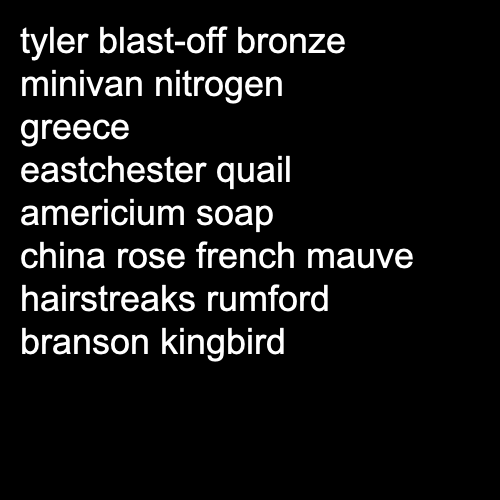 tyler blast-off bronze
minivan nitrogen
greece
eastchester quail
americium soap
china rose french mauve
hairstreaks rumford
branson kingbird